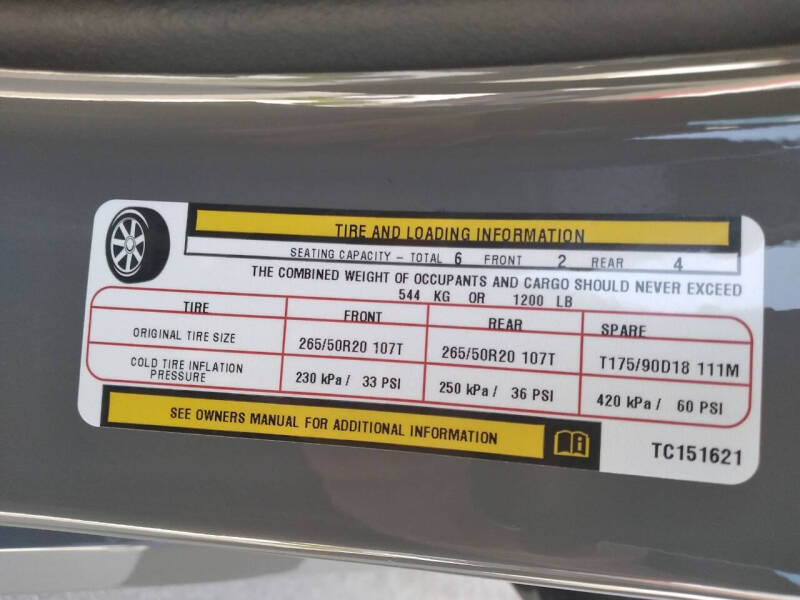 TIRE AND LOADING INFORMATION
SEATING CAPACITY – TOTAL 6 FRONT 2 REAR 4
THE COMBINED WEIGHT OF OCCUPANTS AND CARGO SHOULD NEVER EXCEED
544 KG OR 1200 LB
TIRE FRONT REAR SPARE
ORIGINAL TIRE SIZE 265/50R20 107T 265/50R20 107T T175/90D18 111M
COLD TIRE INFLATION
PRESSURE 230 kPa / 33 PSI 250 kPa / 36 PSI 420 kPa / 60 PSI
SEE OWNERS MANUAL FOR ADDITIONAL INFORMATION
TC151621